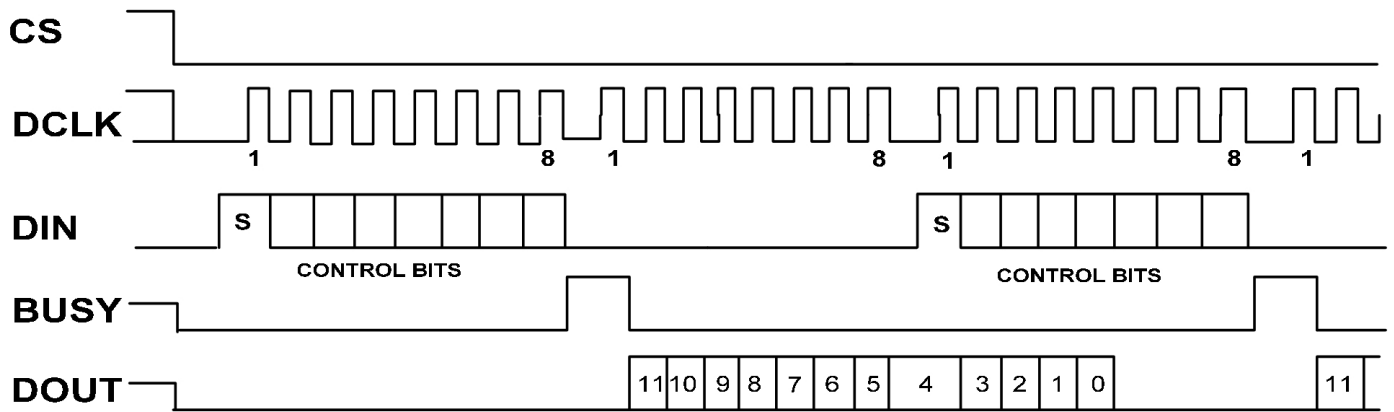 CS
DCLK
1 8 1 8 1 8 1
DIN
S S
CONTROL BITS CONTROL BITS
BUSY
DOUT
11 10 9 8 7 6 5 4 3 2 1 0 11